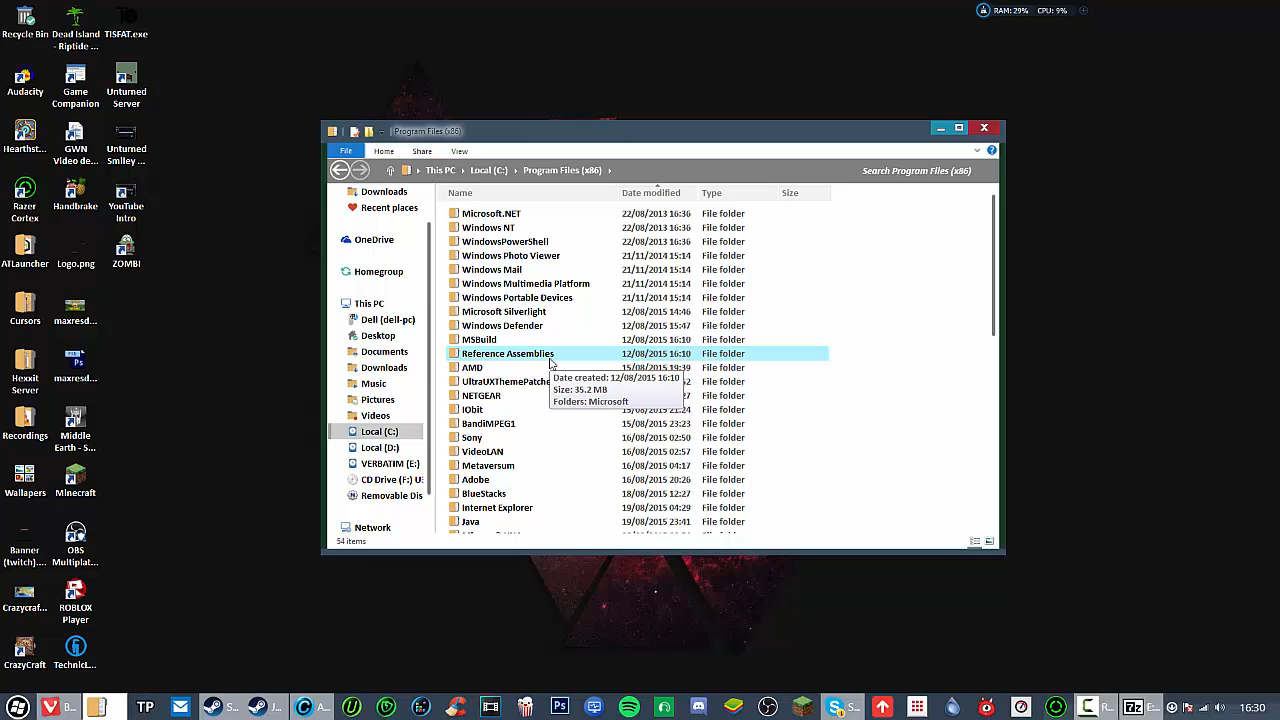 Recycle Bin
Dead Island - Riptide ...
TISFAT.exe
Audacity
Game Companion
Unturned Server
Hearthst...
GWN Video de...
Unturned Smiley ...
Razer Cortex
Handbrake
YouTube Intro
ATLauncher
Logo.png
ZOMBI
Cursors
maxresd...
Hexxit Server
maxresd...
Recordings
Middle Earth - S...
Wallapers
Minecraft
Banner (twitch)....
OBS Multiplat...
Crazycraf...
ROBLOX Player
CrazyCraft
TechnicL...
RAM: 29% CPU: 9%
Program Files (x86)
File Home Share View
This PC Local (C:) Program Files (x86)
Search Program Files (x86)
Downloads
Recent places
OneDrive
Homegroup
This PC
Dell (dell-pc)
Desktop
Documents
Downloads
Music
Pictures
Videos
Local (C:)
Local (D:)
VERBATIM (E:)
CD Drive (F:) U:
Removable Dis
Network
Name Date modified Type Size
Microsoft.NET 22/08/2013 16:36 File folder
Windows NT 22/08/2013 16:36 File folder
WindowsPowerShell 22/08/2013 16:36 File folder
Windows Photo Viewer 21/11/2014 15:14 File folder
Windows Mail 21/11/2014 15:14 File folder
Windows Multimedia Platform 21/11/2014 15:14 File folder
Windows Portable Devices 21/11/2014 15:14 File folder
Microsoft Silverlight 12/08/2015 14:46 File folder
Windows Defender 12/08/2015 15:47 File folder
MSBuild 12/08/2015 16:10 File folder
Reference Assemblies 12/08/2015 16:10 File folder
AMD 15/08/2015 19:39 File folder
UltraUXThemePatche File folder
NETGEAR File folder
IObit 15/08/2015 21:24 File folder
BandiMPEG1 15/08/2015 23:23 File folder
Sony 16/08/2015 02:50 File folder
VideoLAN 16/08/2015 02:57 File folder
Metaversum 16/08/2015 04:17 File folder
Adobe 16/08/2015 20:26 File folder
BlueStacks 18/08/2015 12:27 File folder
Internet Explorer 19/08/2015 04:29 File folder
Java 19/08/2015 23:41 File folder
Date created: 12/08/2015 16:10
Size: 35.2 MB
Folders: Microsoft
54 items
B... TP S... J... A... Ps S... R... 7z E... 16:30